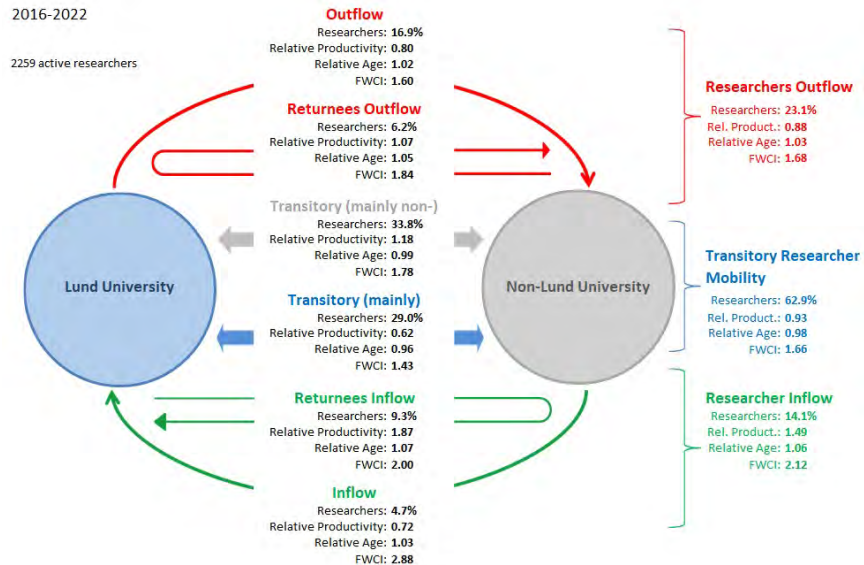 2016-2022
2259 active researchers
Outflow
Researchers: 16.9%
Relative Productivity: 0.80
Relative Age: 1.02
FWCI: 1.60
Returnees Outflow
Researchers: 6.2%
Relative Productivity: 1.07
Relative Age: 1.05
FWCI: 1.84
Transitory (mainly non-)
Researchers: 33.8%
Relative Productivity: 1.18
Relative Age: 0.99
FWCI: 1.78
Lund University
Non-Lund University
Transitory (mainly)
Researchers: 29.0%
Relative Productivity: 0.62
Relative Age: 0.96
FWCI: 1.43
Returnees Inflow
Researchers: 9.3%
Relative Productivity: 1.87
Relative Age: 1.07
FWCI: 2.00
Inflow
Researchers: 4.7%
Relative Productivity: 0.72
Relative Age: 1.03
FWCI: 2.88
Researchers Outflow
Researchers: 23.1%
Rel. Product.: 0.88
Relative Age: 1.03
FWCI: 1.68
Transitory Researcher
Mobility
Researchers: 62.9%
Rel. Product.: 0.93
Relative Age: 0.98
FWCI: 1.66
Researcher Inflow
Researchers: 14.1%
Rel. Product.: 1.49
Relative Age: 1.06
FWCI: 2.12